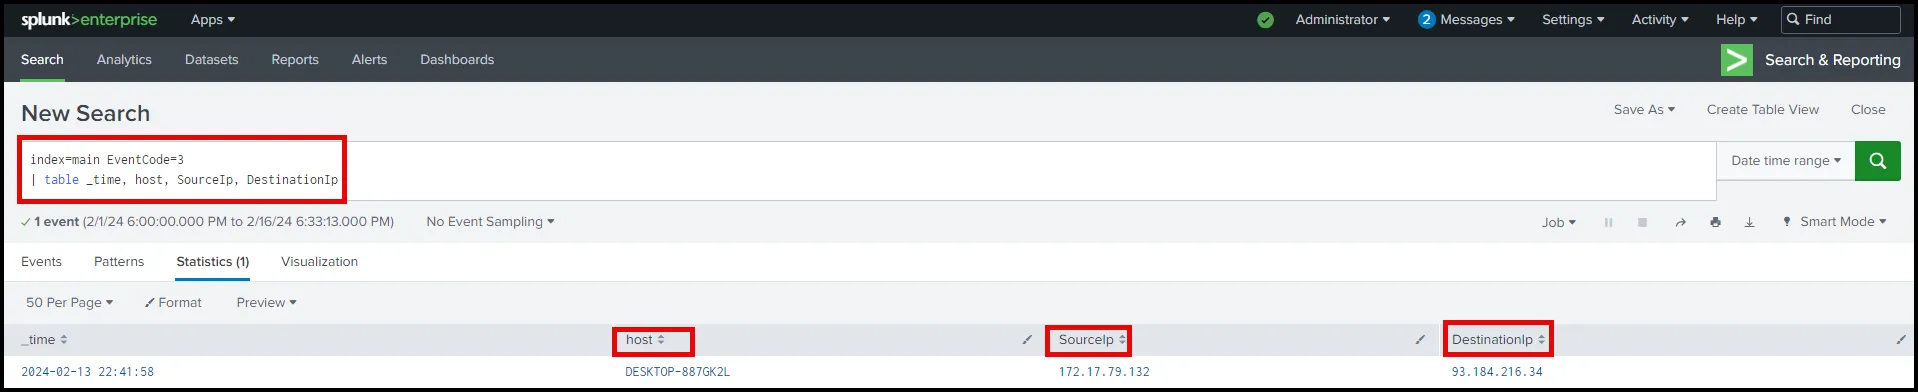 splunk>enterprise Apps Administrator 2 Messages Settings Activity Help Find
Search Analytics Datasets Reports Alerts Dashboards Search & Reporting
New Search Save As Create Table View Close
index=main EventCode=3 Date time range
| table _time, host, SourceIp, DestinationIp
1 event (2/1/24 6:00:00.000 PM to 2/16/24 6:33:13.000 PM) No Event Sampling Job Smart Mode
Events Patterns Statistics (1) Visualization
50 Per Page Format Preview
_time host SourceIp DestinationIp
2024-02-13 22:41:58 DESKTOP-887GK2L 172.17.79.132 93.184.216.34